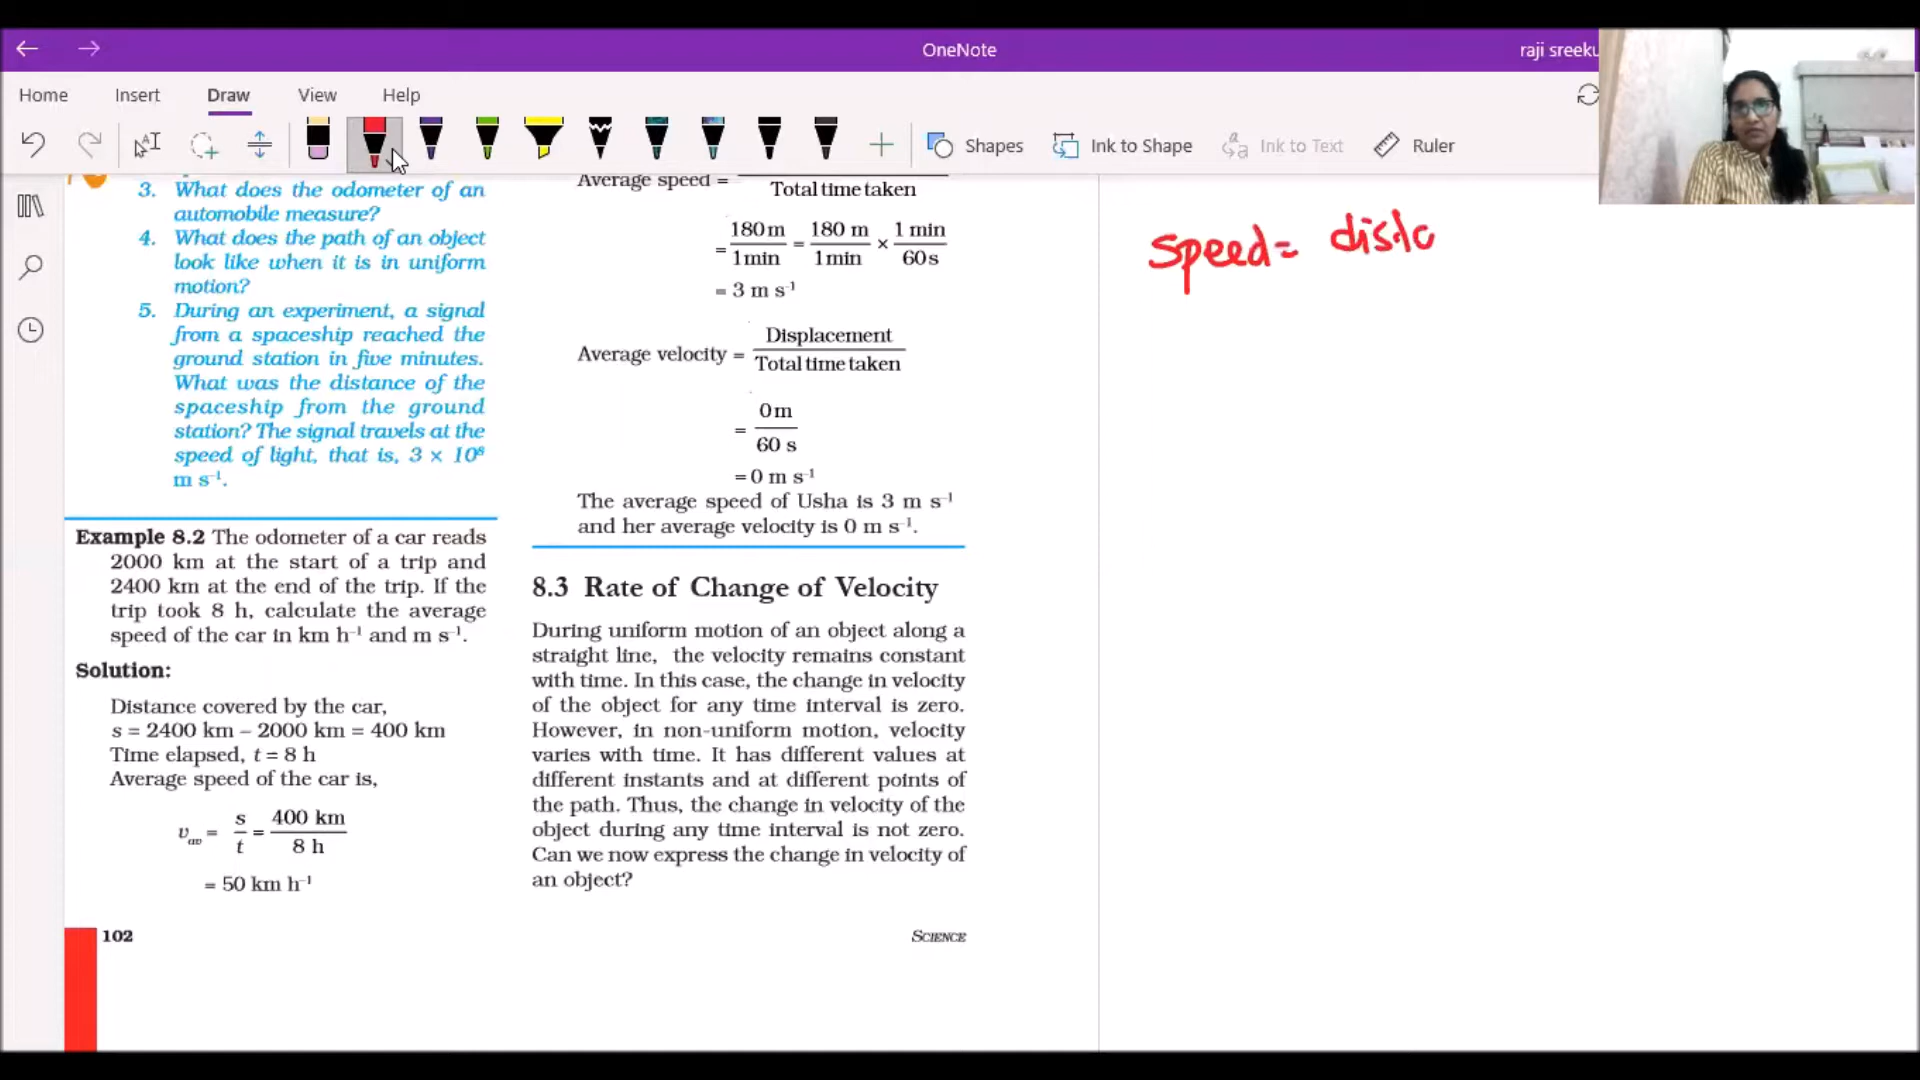 OneNote
raji sreeku
Home Insert Draw View Help
Shapes Ink to Shape Ink to Text Ruler
3. What does the odometer of an
automobile measure?
4. What does the path of an object
look like when it is in uniform
motion?
5. During an experiment, a signal
from a spaceship reached the
ground station in five minutes.
What was the distance of the
spaceship from the ground
station? The signal travels at the
speed of light, that is, 3 × 10⁸
m s⁻¹.
Example 8.2 The odometer of a car reads
2000 km at the start of a trip and
2400 km at the end of the trip. If the
trip took 8 h, calculate the average
speed of the car in km h⁻¹ and m s⁻¹.
Solution:
Distance covered by the car,
s = 2400 km – 2000 km = 400 km
Time elapsed, t = 8 h
Average speed of the car is,
v_av = s/t = 400 km/8 h
= 50 km h⁻¹
102
Average speed =
Total time taken
= 180 m/1 min = 180 m/1 min × 1 min/60 s
= 3 m s⁻¹
Average velocity = Displacement/Total time taken
= 0 m/60 s
= 0 m s⁻¹
The average speed of Usha is 3 m s⁻¹
and her average velocity is 0 m s⁻¹.
8.3 Rate of Change of Velocity
During uniform motion of an object along a
straight line, the velocity remains constant
with time. In this case, the change in velocity
of the object for any time interval is zero.
However, in non-uniform motion, velocity
varies with time. It has different values at
different instants and at different points of
the path. Thus, the change in velocity of the
object during any time interval is not zero.
Can we now express the change in velocity of
an object?
SCIENCE
speed= dis